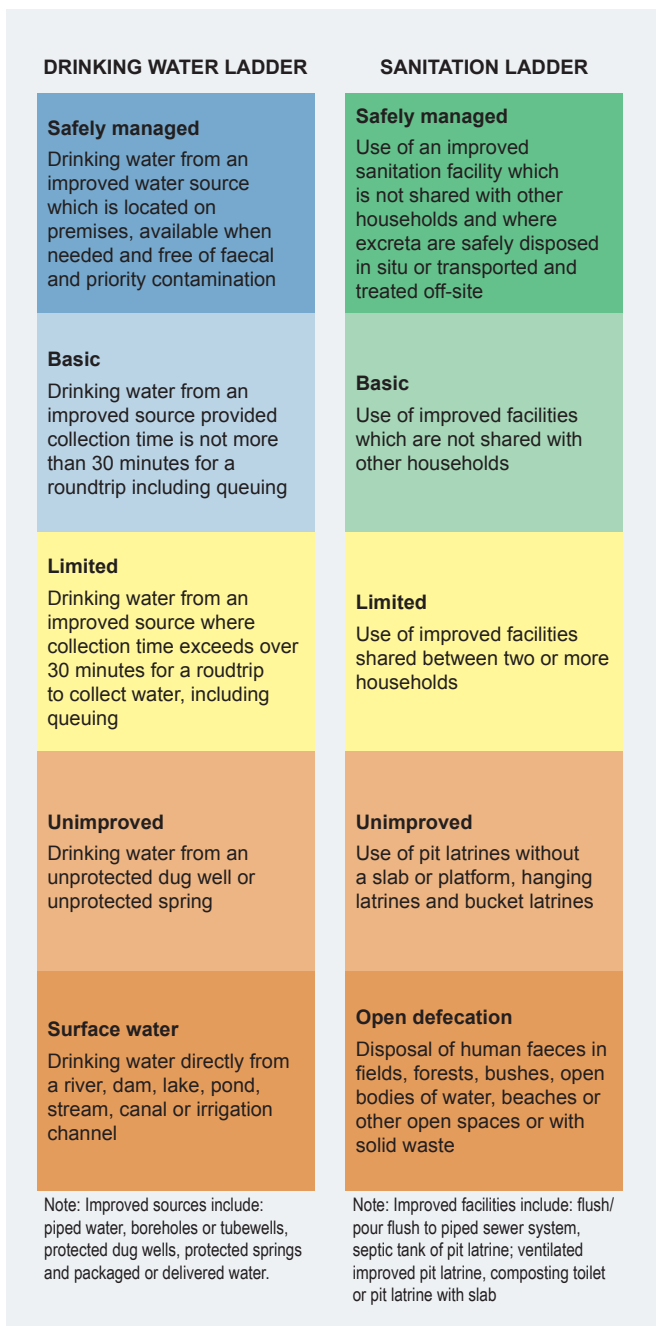 DRINKING WATER LADDER
Safely managed
Drinking water from an
improved water source
which is located on
premises, available when
needed and free of faecal
and priority contamination
Basic
Drinking water from an
improved source provided
collection time is not more
than 30 minutes for a
roundtrip including queuing
Limited
Drinking water from an
improved source where
collection time exceeds over
30 minutes for a roudtrip
to collect water, including
queuing
Unimproved
Drinking water from an
unprotected dug well or
unprotected spring
Surface water
Drinking water directly from
a river, dam, lake, pond,
stream, canal or irrigation
channel
Note: Improved sources include:
piped water, boreholes or tubewells,
protected dug wells, protected springs
and packaged or delivered water.
SANITATION LADDER
Safely managed
Use of an improved
sanitation facility which
is not shared with other
households and where
excreta are safely disposed
in situ or transported and
treated off-site
Basic
Use of improved facilities
which are not shared with
other households
Limited
Use of improved facilities
shared between two or more
households
Unimproved
Use of pit latrines without
a slab or platform, hanging
latrines and bucket latrines
Open defecation
Disposal of human faeces in
fields, forests, bushes, open
bodies of water, beaches or
other open spaces or with
solid waste
Note: Improved facilities include: flush/
pour flush to piped sewer system,
septic tank of pit latrine; ventilated
improved pit latrine, composting toilet
or pit latrine with slab